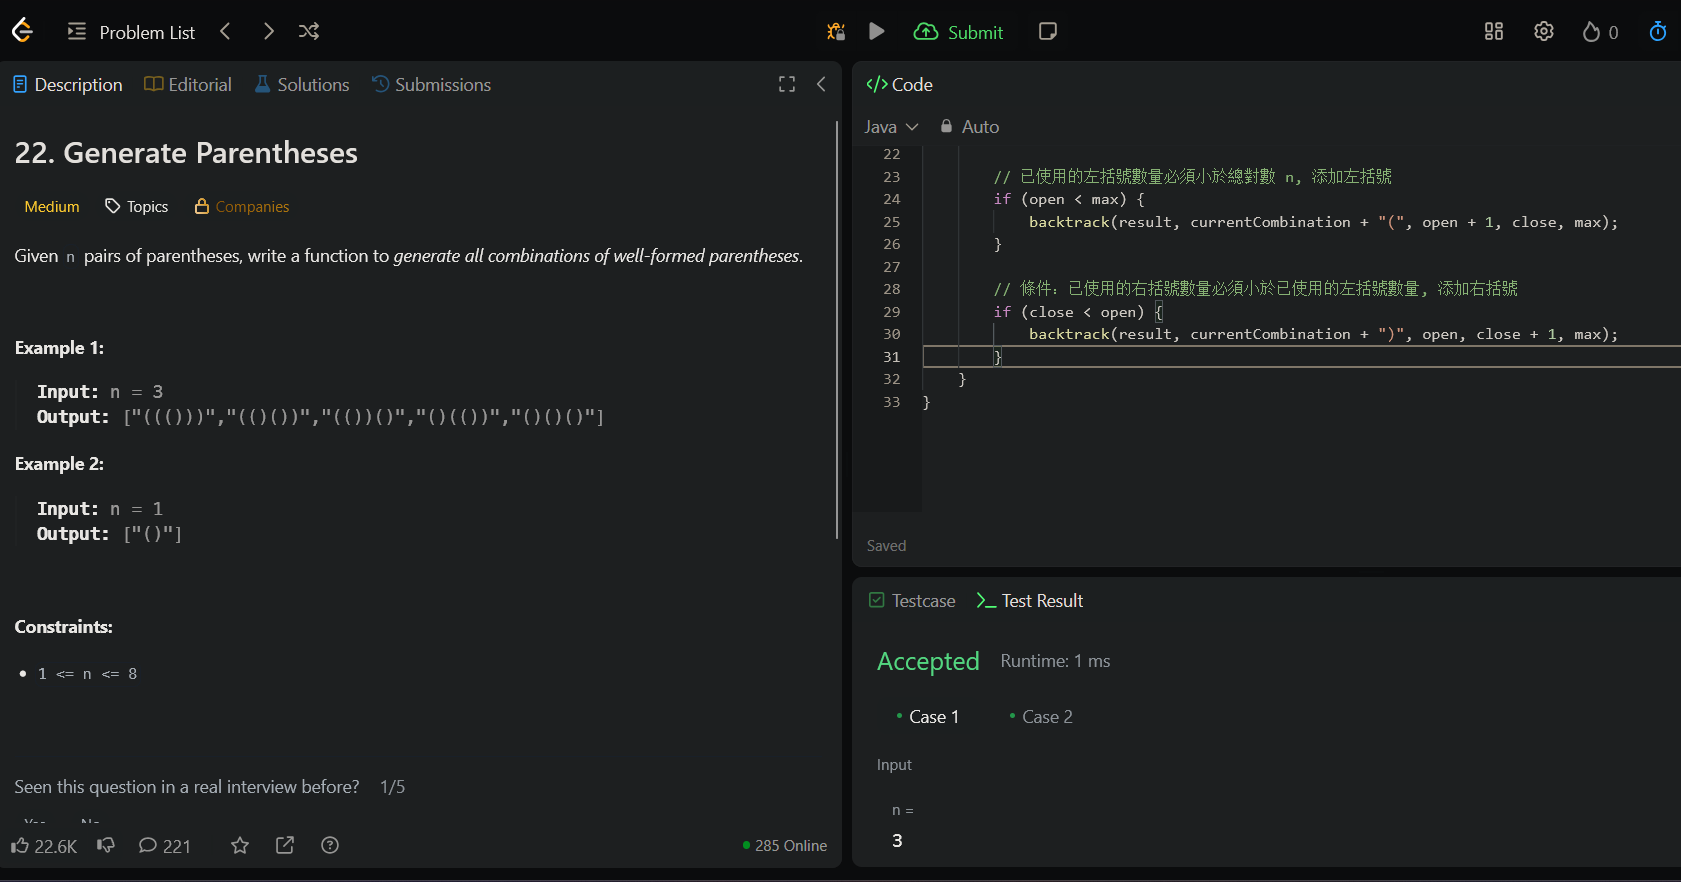 Problem List
Submit
0
Description
Editorial
Solutions
Submissions
22. Generate Parentheses
Medium
Topics
Companies
Given n pairs of parentheses, write a function to generate all combinations of well-formed parentheses.
Example 1:
Input: n = 3
Output: ["((()))","(()())","(())()","()(())","()()()"]
Example 2:
Input: n = 1
Output: ["()"]
Constraints:
• 1 <= n <= 8
Seen this question in a real interview before? 1/5
Yes No
22.6K
221
285 Online
</> Code
Java
Auto
22
23 // 已使用的左括號數量必須小於總對數 n, 添加左括號
24 if (open < max) {
25 backtrack(result, currentCombination + "(", open + 1, close, max);
26 }
27
28 // 條件: 已使用的右括號數量必須小於已使用的左括號數量, 添加右括號
29 if (close < open) {
30 backtrack(result, currentCombination + ")", open, close + 1, max);
31 }
32 }
33 }
Saved
Testcase
Test Result
Accepted
Runtime: 1 ms
• Case 1
• Case 2
Input
n =
3